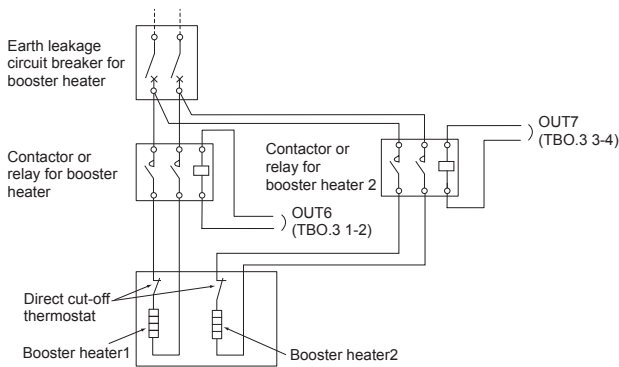 Earth leakage
circuit breaker for
booster heater
OUT7
(TBO.3 3-4)
Contactor or
relay for booster
heater
Contactor or
relay for
booster heater 2
OUT6
(TBO.3 1-2)
Direct cut-off
thermostat
Booster heater1
Booster heater2